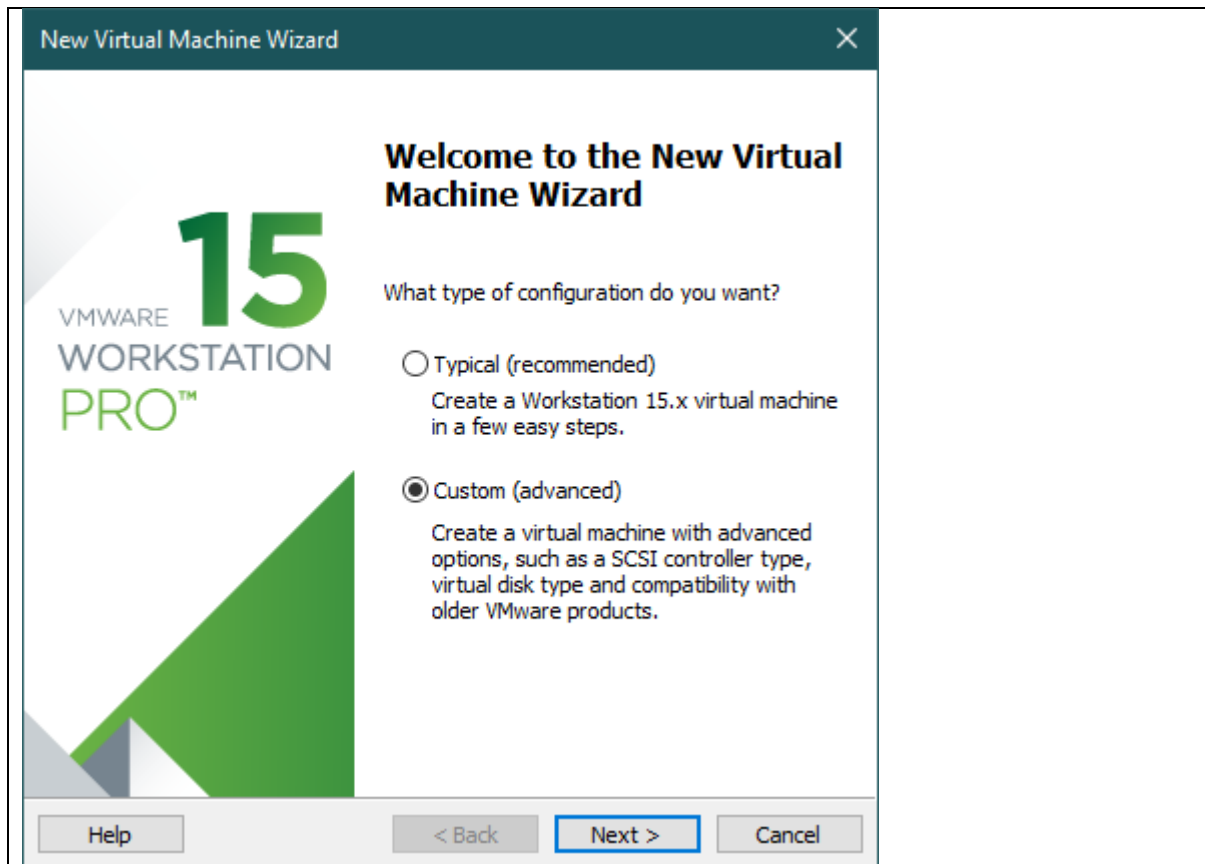 New Virtual Machine Wizard
15
VMWARE
WORKSTATION
PRO™
Welcome to the New Virtual
Machine Wizard
What type of configuration do you want?
Typical (recommended)
Create a Workstation 15.x virtual machine
in a few easy steps.
Custom (advanced)
Create a virtual machine with advanced
options, such as a SCSI controller type,
virtual disk type and compatibility with
older VMware products.
Help
< Back
Next >
Cancel